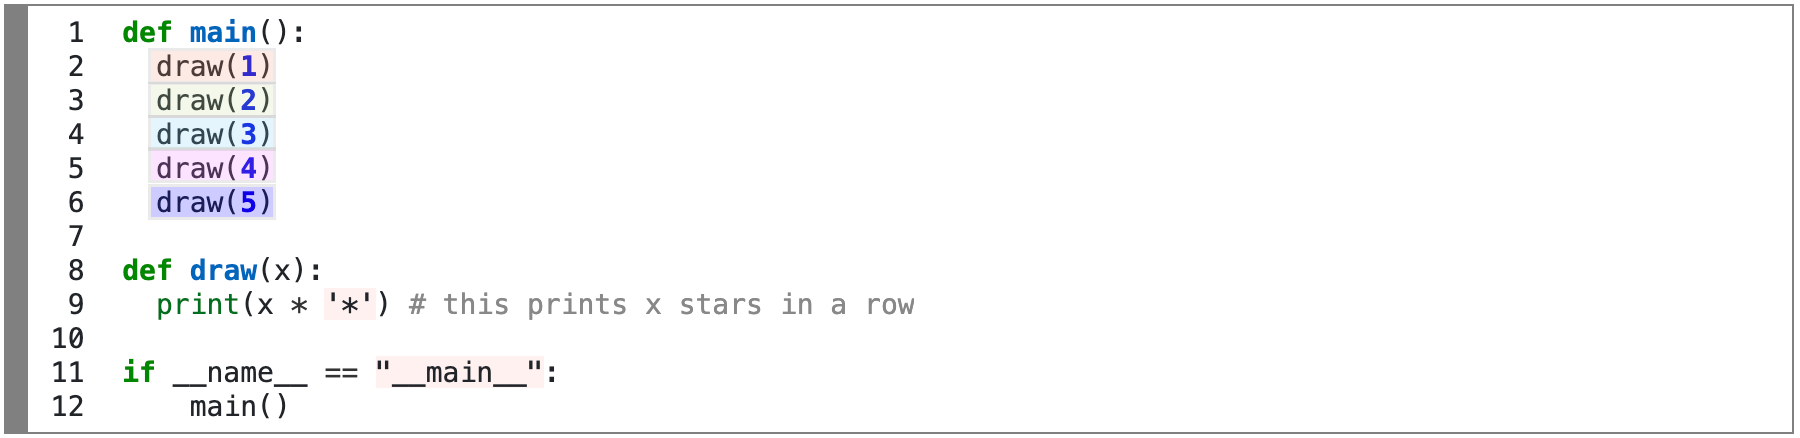 1 def main():
2   draw(1)
3   draw(2)
4   draw(3)
5   draw(4)
6   draw(5)
7
8 def draw(x):
9   print(x * '*') # this prints x stars in a row
10
11 if __name__ == "__main__":
12     main()